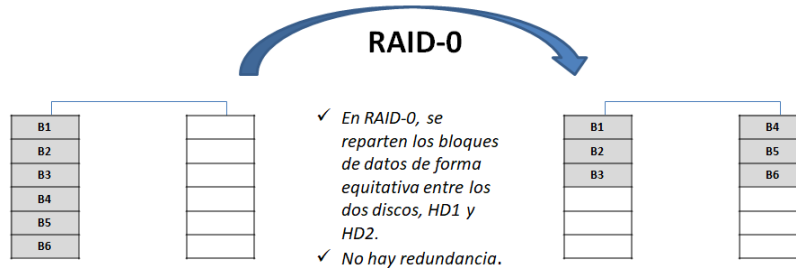 RAID-0
B1
B2
B3
B4
B5
B6
✓ En RAID-0, se
reparten los bloques
de datos de forma
equitativa entre los
dos discos, HD1 y
HD2.
✓ No hay redundancia.
B1
B2
B3
B4
B5
B6